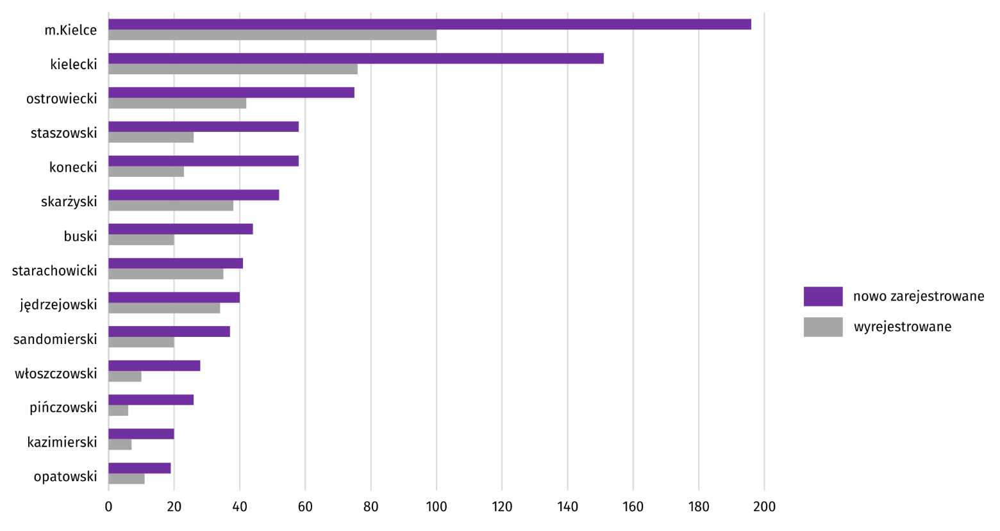 m.Kielce
kielecki
ostrowiecki
staszowski
konecki
skarżyski
buski
starachowicki
jędrzejowski
sandomierski
włoszczowski
pińczowski
kazimierski
opatowski
0 20 40 60 80 100 120 140 160 180 200
nowo zarejestrowane
wyrejestrowane